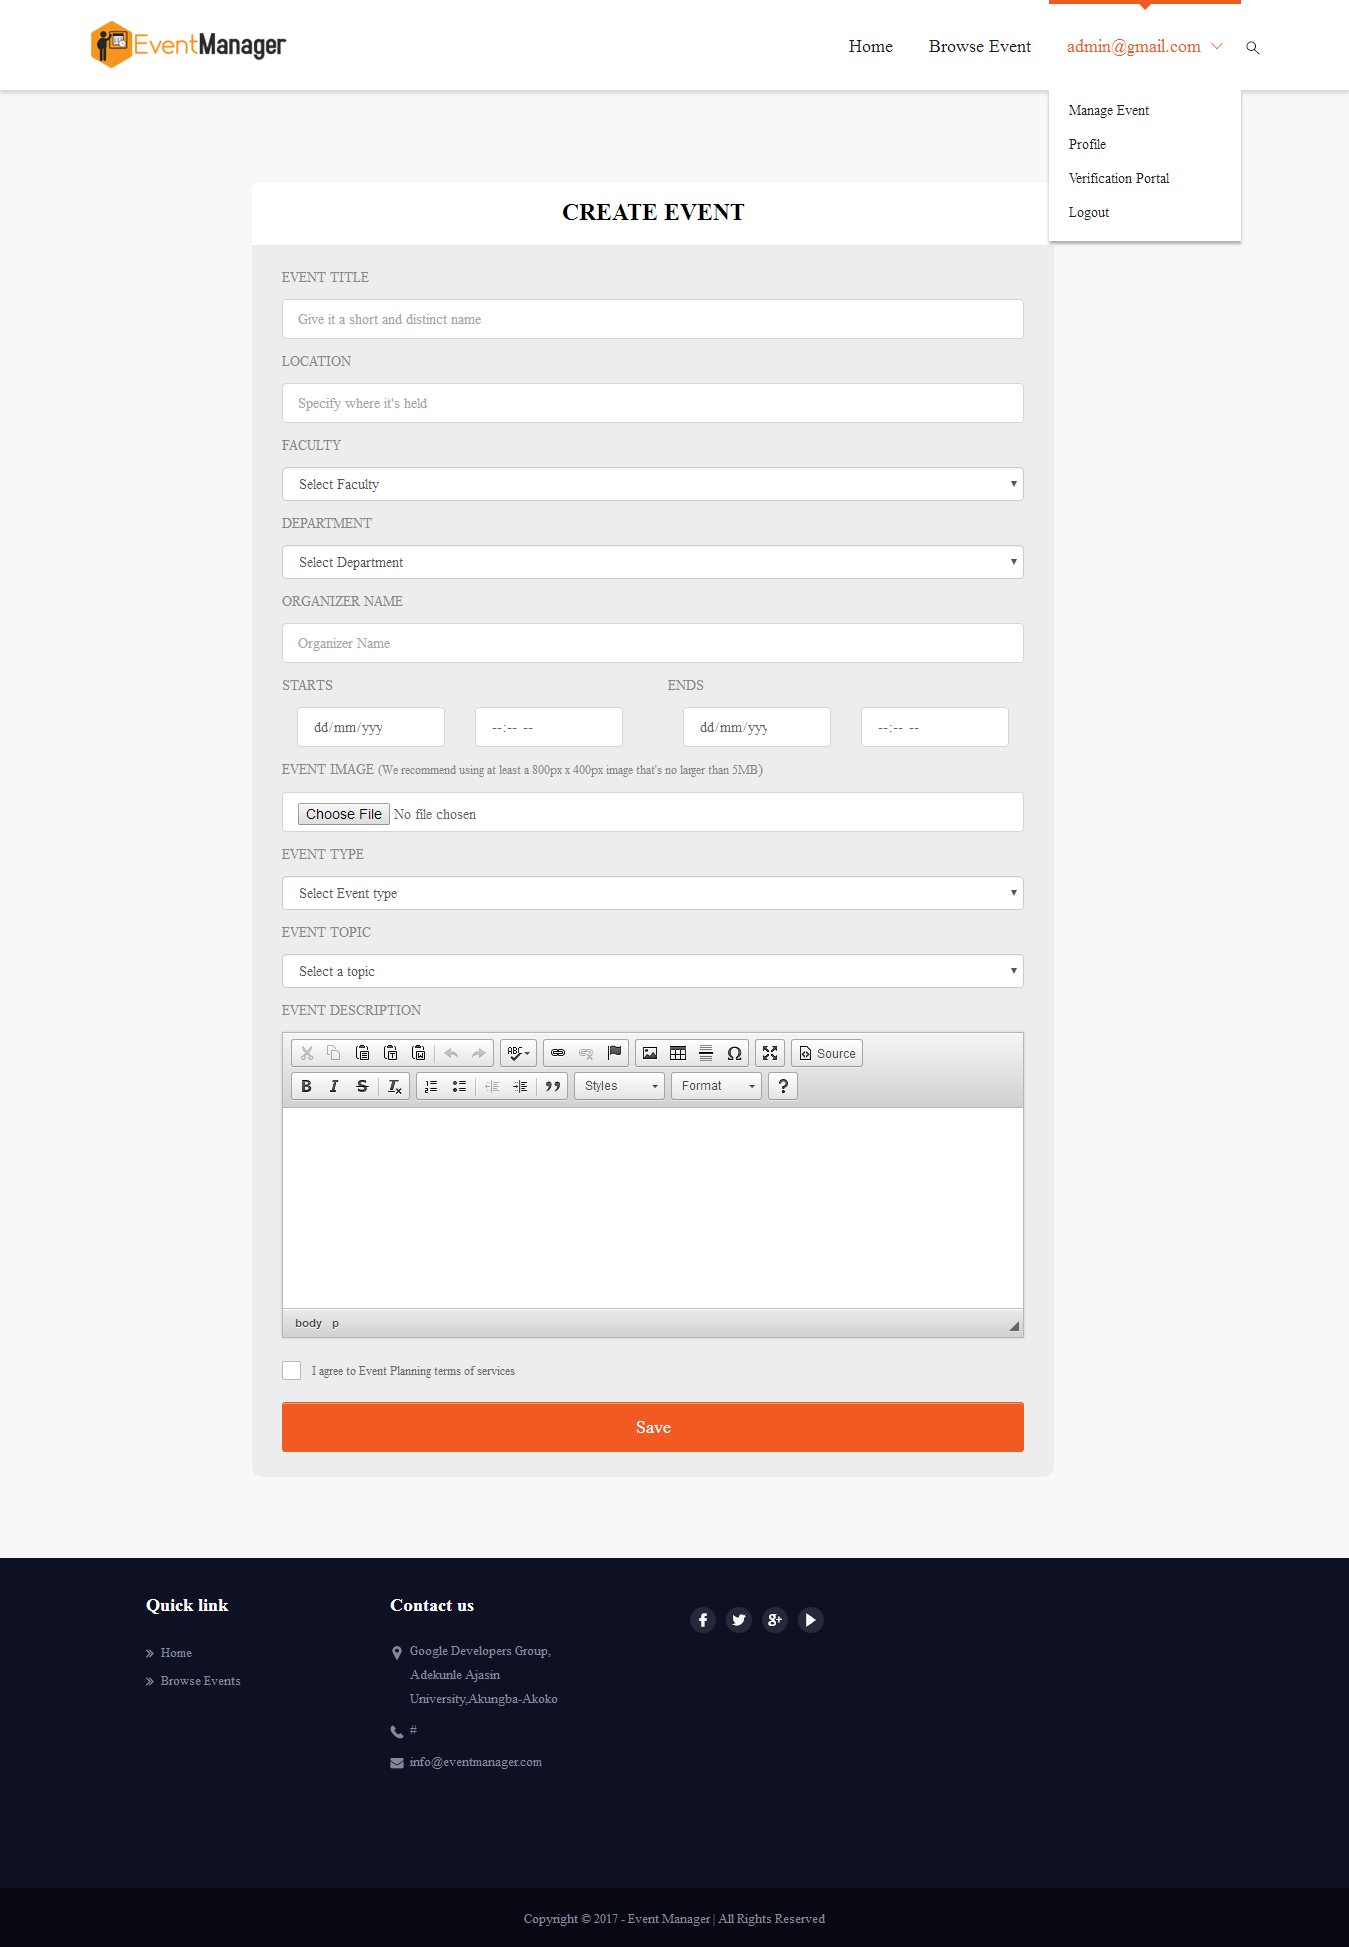 EventManager
Home
Browse Event
admin@gmail.com
Manage Event
Profile
Verification Portal
Logout
CREATE EVENT
EVENT TITLE
Give it a short and distinct name
LOCATION
Specify where it's held
FACULTY
Select Faculty
DEPARTMENT
Select Department
ORGANIZER NAME
Organizer Name
STARTS ENDS
dd/mm/yyy --:-- -- dd/mm/yyy --:-- --
EVENT IMAGE (We recommend using at least a 800px x 400px image that's no larger than 5MB)
Choose File No file chosen
EVENT TYPE
Select Event type
EVENT TOPIC
Select a topic
EVENT DESCRIPTION
ABC Ω Source
B I S Tx Styles Format ?
body p
I agree to Event Planning terms of services
Save
Quick link
Home
Browse Events
Contact us
Google Developers Group,
Adekunle Ajasin
University,Akungba-Akoko
#
info@eventmanager.com
Copyright © 2017 - Event Manager | All Rights Reserved